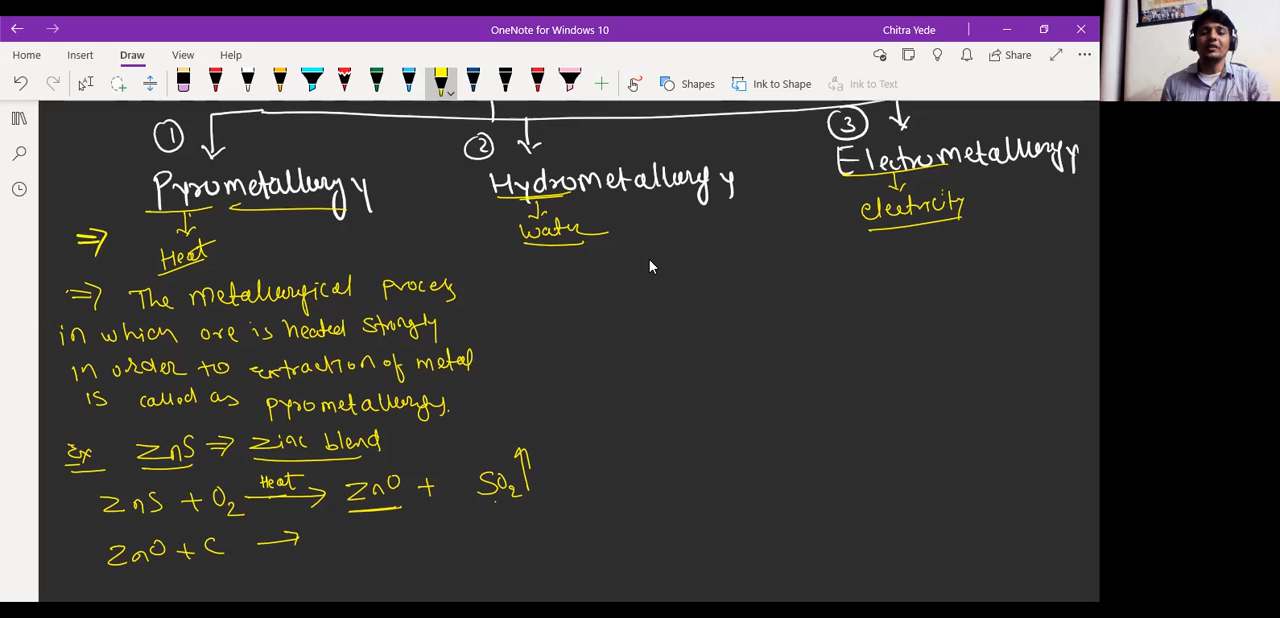 OneNote for Windows 10
Chitra Yede
Home Insert Draw View Help
Share
Shapes Ink to Shape Ink to Text
① ② ③
Pyrometallurgy Hydrometallurgy Electrometallurgy
Heat Water electricity
⇒
⇒ The metallurgical process
in which ore is heated strongly
in order to extraction of metal
is called as pyrometallurgy.
Ex ZnS ⇒ Zinc blend
ZnS + O₂ Heat → ZnO + SO₂↑
ZnO + C →